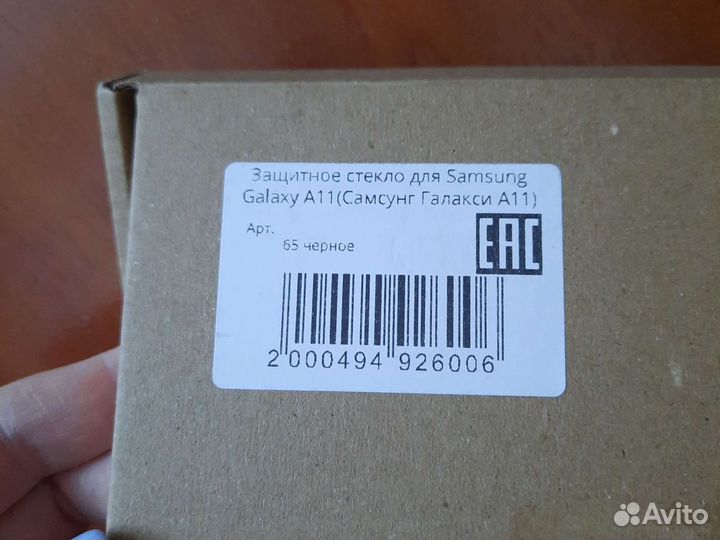 Защитное стекло для Samsung
Galaxy A11(Самсунг Галакси А11)
Арт.
65 черное
EAC
2 000494 926006
Avito